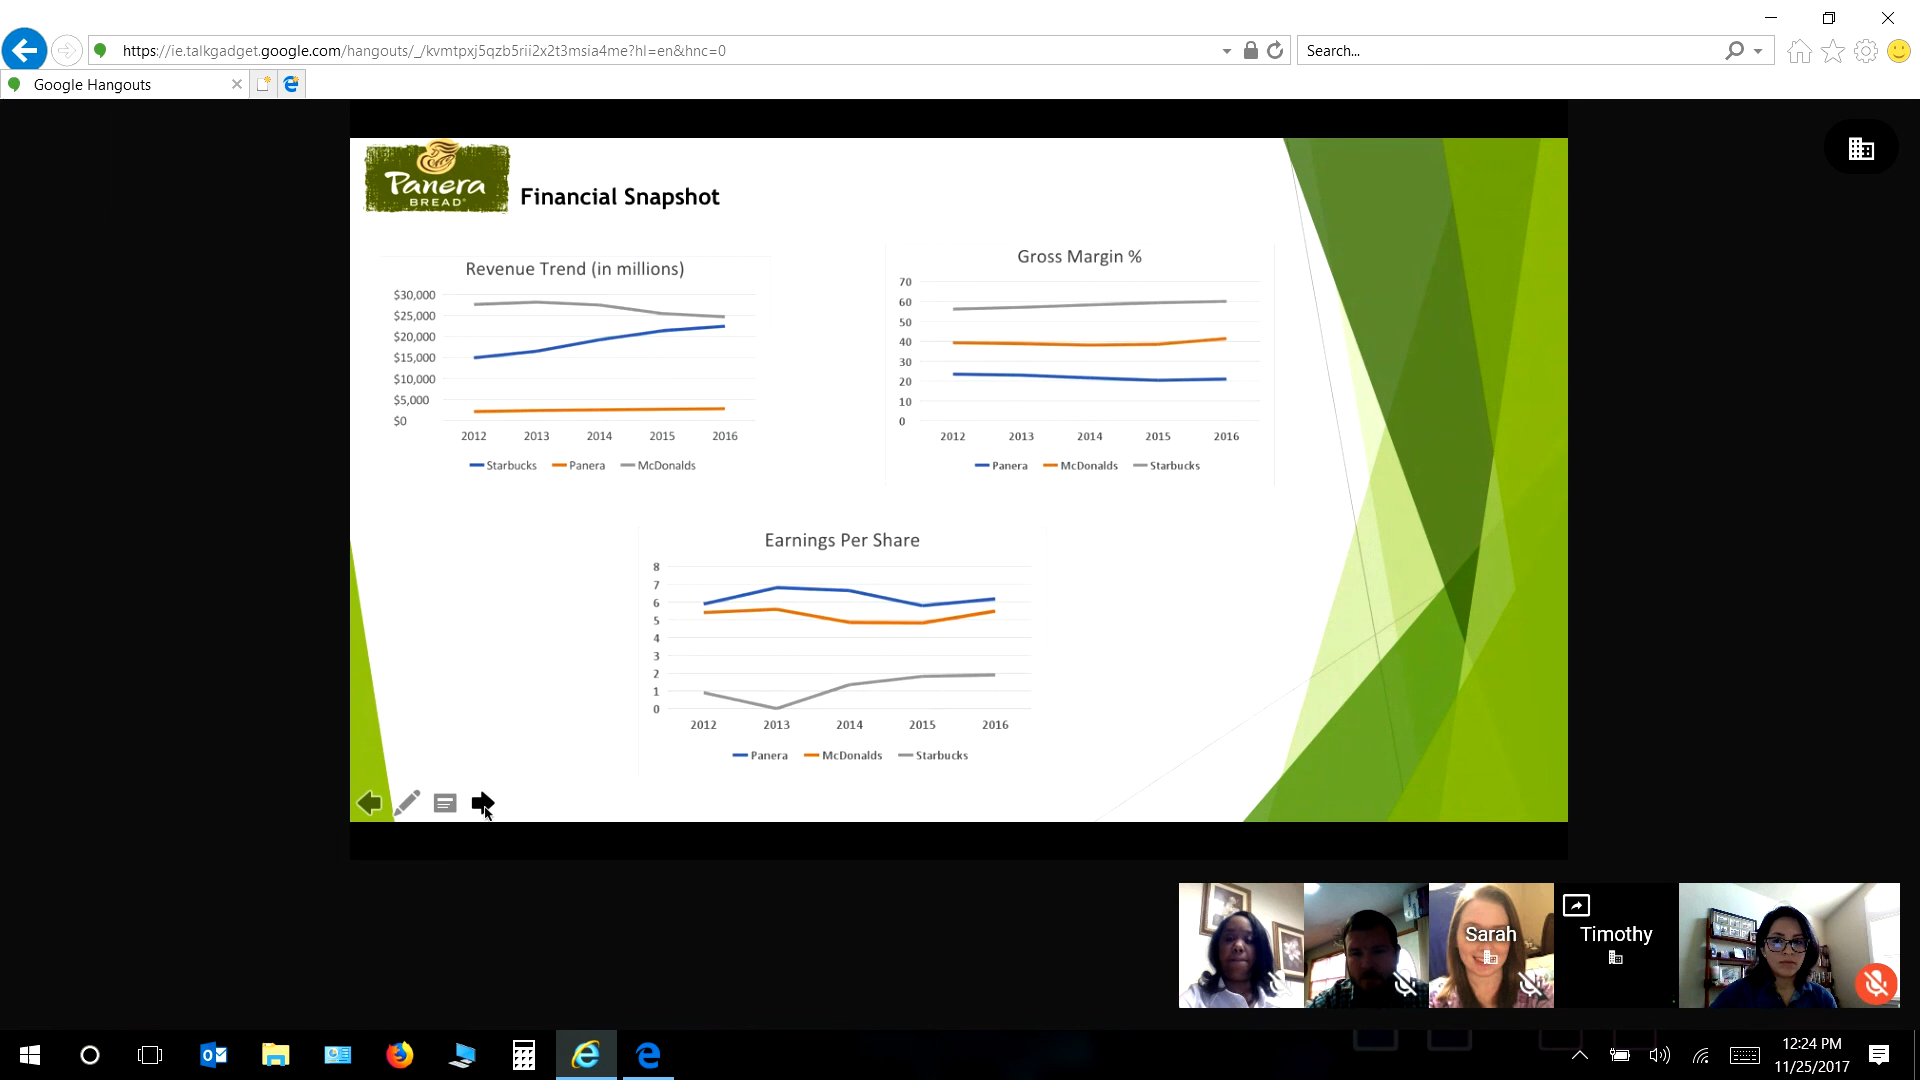 https://ie.talkgadget.google.com/hangouts/_/kvmtpxj5qzb5rii2x2t3msia4me?hl=en&hnc=0
Search...
Google Hangouts
Panera
BREAD®
Financial Snapshot
Revenue Trend (in millions)
$30,000
$25,000
$20,000
$15,000
$10,000
$5,000
$0
2012 2013 2014 2015 2016
Starbucks Panera McDonalds
Gross Margin %
70
60
50
40
30
20
10
0
2012 2013 2014 2015 2016
Panera McDonalds Starbucks
Earnings Per Share
8
7
6
5
4
3
2
1
0
2012 2013 2014 2015 2016
Panera McDonalds Starbucks
Sarah
Timothy
12:24 PM
11/25/2017